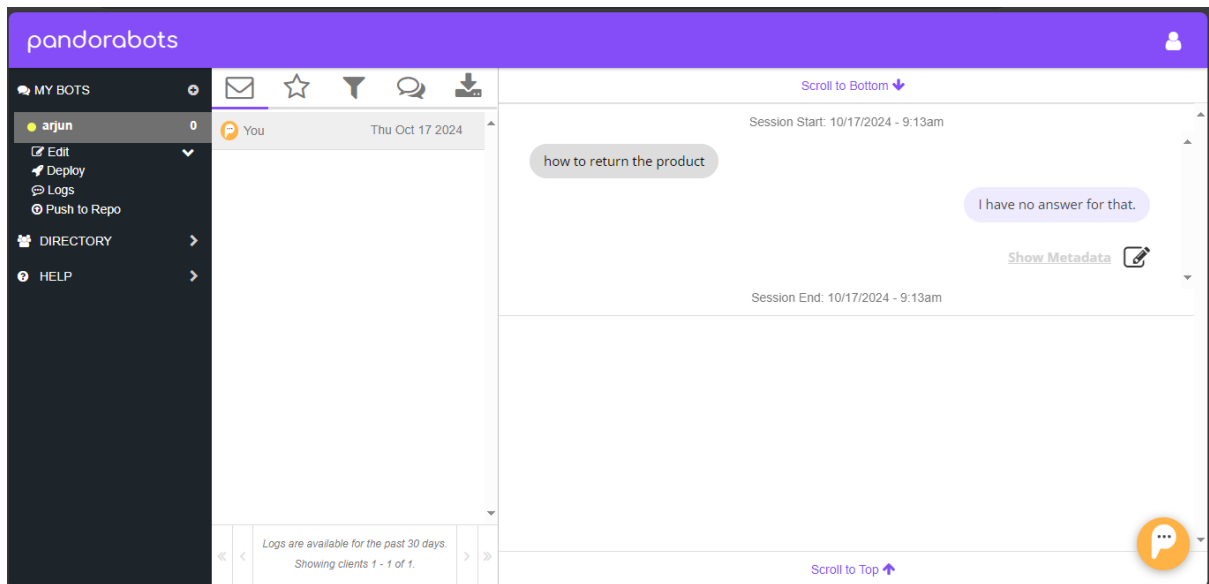 pandorabots
MY BOTS
arjun 0
Edit
Deploy
Logs
Push to Repo
DIRECTORY
HELP
You Thu Oct 17 2024
Logs are available for the past 30 days.
Showing clients 1 - 1 of 1.
Scroll to Bottom
Session Start: 10/17/2024 - 9:13am
how to return the product
I have no answer for that.
Show Metadata
Session End: 10/17/2024 - 9:13am
Scroll to Top